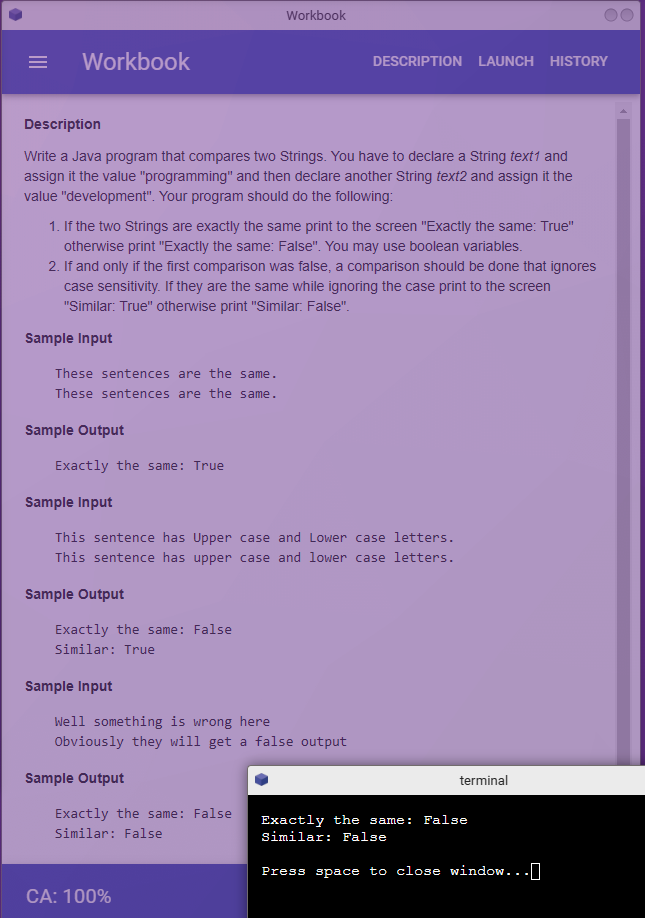 Workbook
Workbook
DESCRIPTION LAUNCH HISTORY
Description
Write a Java program that compares two Strings. You have to declare a String text1 and
assign it the value "programming" and then declare another String text2 and assign it the
value "development". Your program should do the following:
1. If the two Strings are exactly the same print to the screen "Exactly the same: True"
otherwise print "Exactly the same: False". You may use boolean variables.
2. If and only if the first comparison was false, a comparison should be done that ignores
case sensitivity. If they are the same while ignoring the case print to the screen
"Similar: True" otherwise print "Similar: False".
Sample Input
These sentences are the same.
These sentences are the same.
Sample Output
Exactly the same: True
Sample Input
This sentence has Upper case and Lower case letters.
This sentence has upper case and lower case letters.
Sample Output
Exactly the same: False
Similar: True
Sample Input
Well something is wrong here
Obviously they will get a false output
Sample Output
Exactly the same: False
Similar: False
CA: 100%
terminal
Exactly the same: False
Similar: False
Press space to close window...